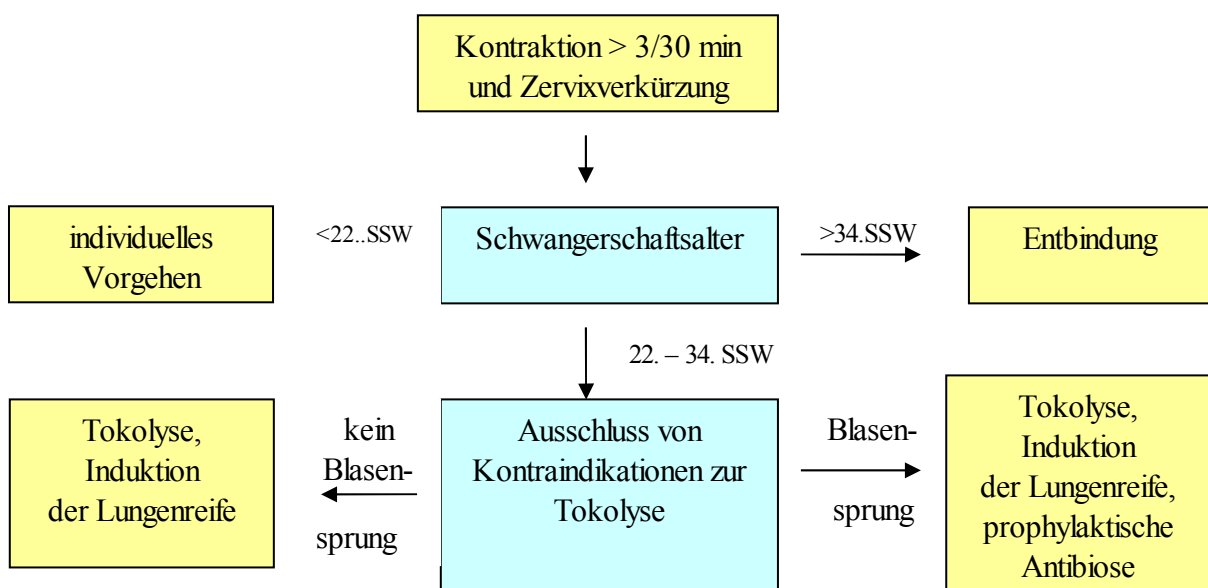 Kontraktion > 3/30 min
und Zervixverkürzung
individuelles
Vorgehen
<22..SSW
Schwangerschaftsalter
>34.SSW
Entbindung
22. – 34. SSW
Tokolyse,
Induktion
der Lungenreife
kein
Blasen-
sprung
Ausschluss von
Kontraindikationen zur
Tokolyse
Blasen-
sprung
Tokolyse,
Induktion
der Lungenreife,
prophylaktische
Antibiose